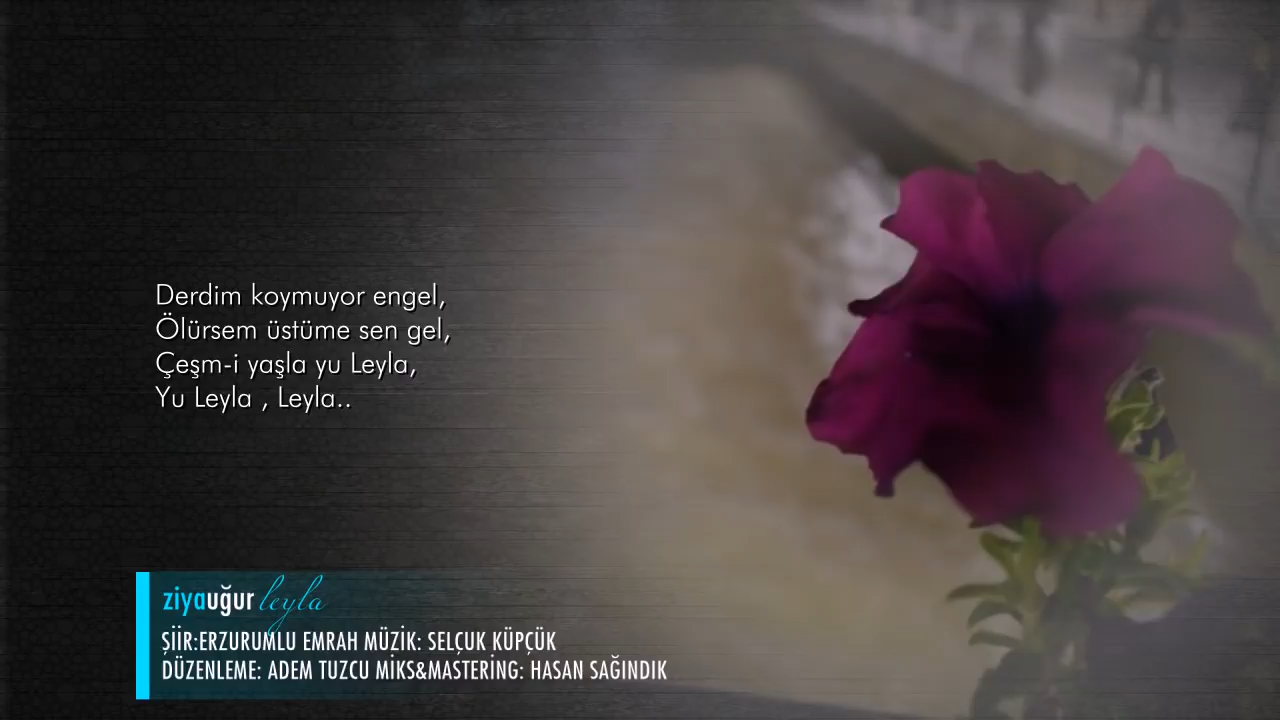 Derdim koymuyor engel,
Ölürsem üstüme sen gel,
Çeşm-i yaşla yu Leyla,
Yu Leyla , Leyla..
ziyauğur leyla
ŞİİR:ERZURUMLU EMRAH MÜZİK: SELÇUK KÜPÇÜK
DÜZENLEME: ADEM TUZCU MİKS&MASTERİNG: HASAN SAĞINDIK